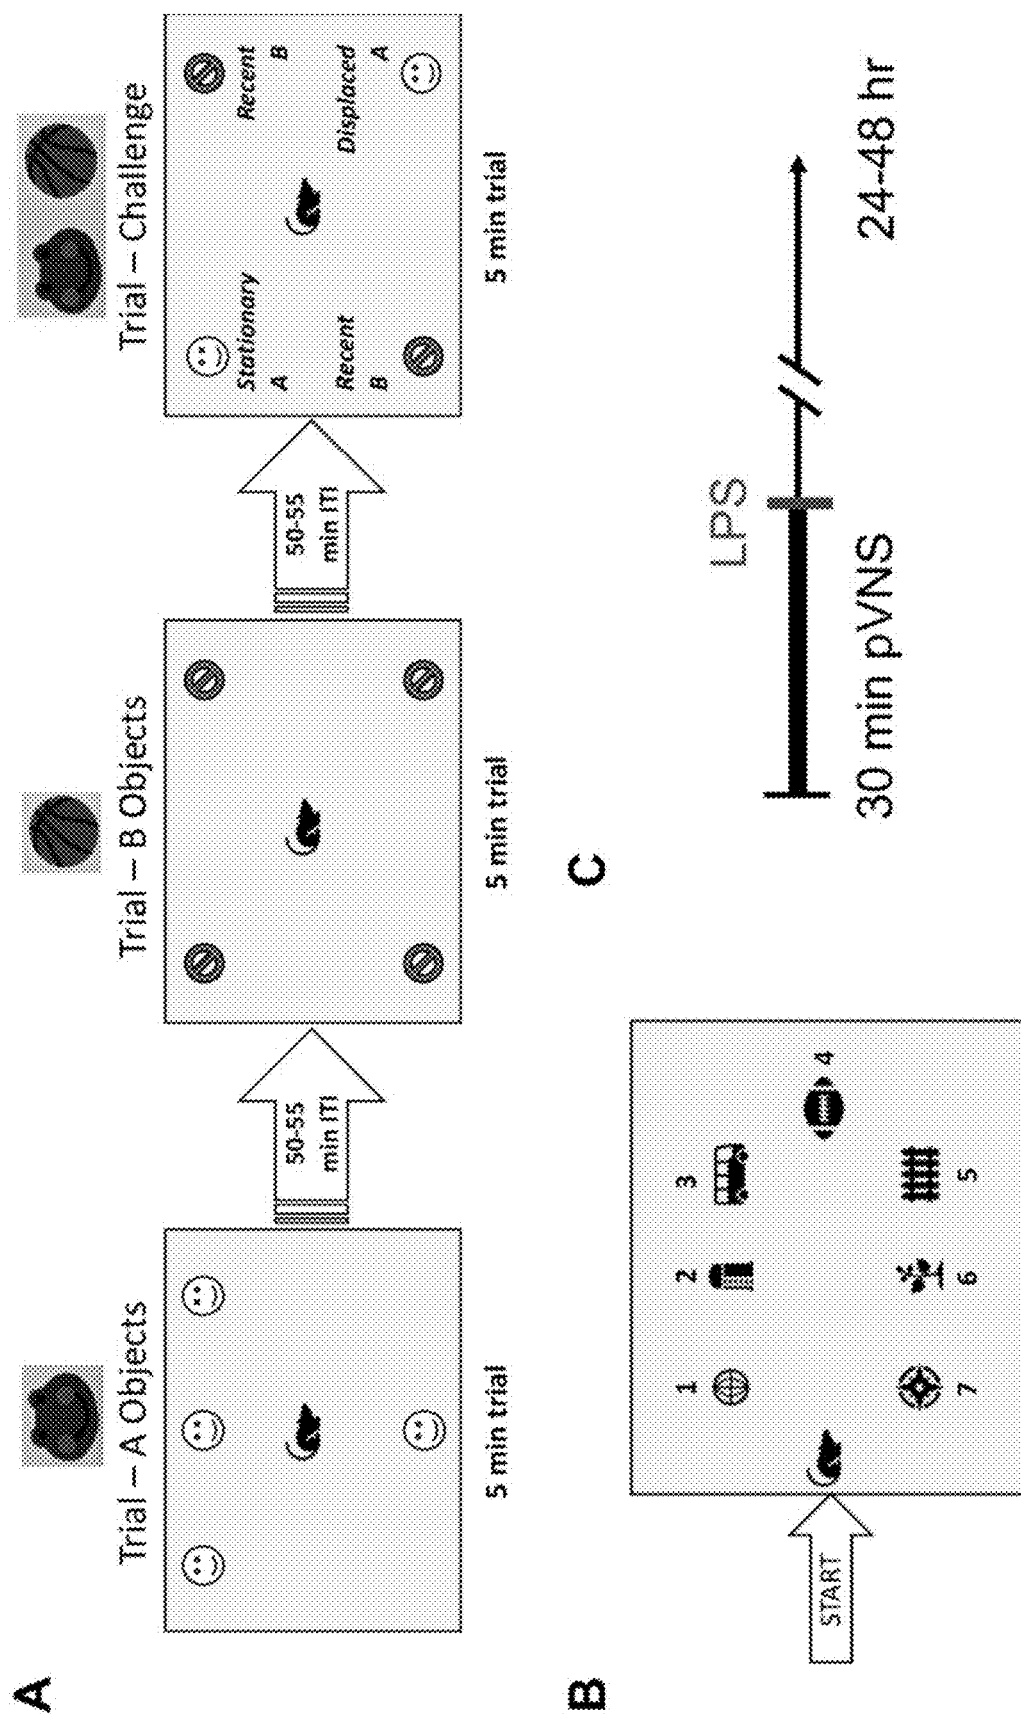 A
Trial – A Objects
5 min trial
50-55
min ITI
Trial – B Objects
5 min trial
50-55
min ITI
Trial – Challenge
Stationary
A
Recent
B
Recent
B
Displaced
A
5 min trial
B
START
1
2
3
4
5
6
7
C
LPS
30 min pVNS
24-48 hr